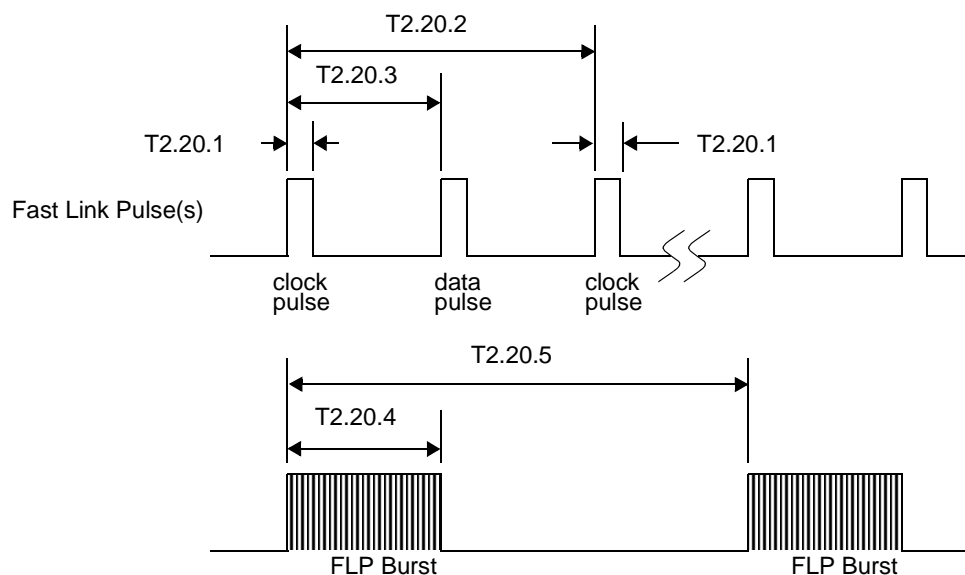 T2.20.2
T2.20.3
T2.20.1
T2.20.1
Fast Link Pulse(s)
clock
pulse
data
pulse
clock
pulse
T2.20.5
T2.20.4
FLP Burst
FLP Burst